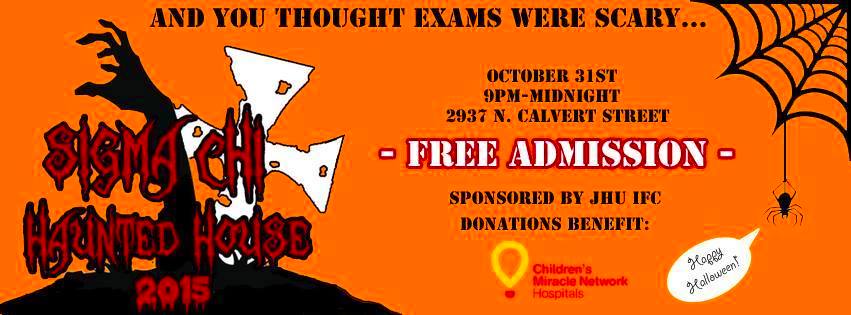 AND YOU THOUGHT EXAMS WERE SCARY...
SIGMA CHI
HAUNTED HOUSE
2015
OCTOBER 31ST
9PM-MIDNIGHT
2937 N. CALVERT STREET
- FREE ADMISSION -
SPONSORED BY JHU IFC
DONATIONS BENEFIT:
Children's
Miracle Network
Hospitals
Happy
Halloween!